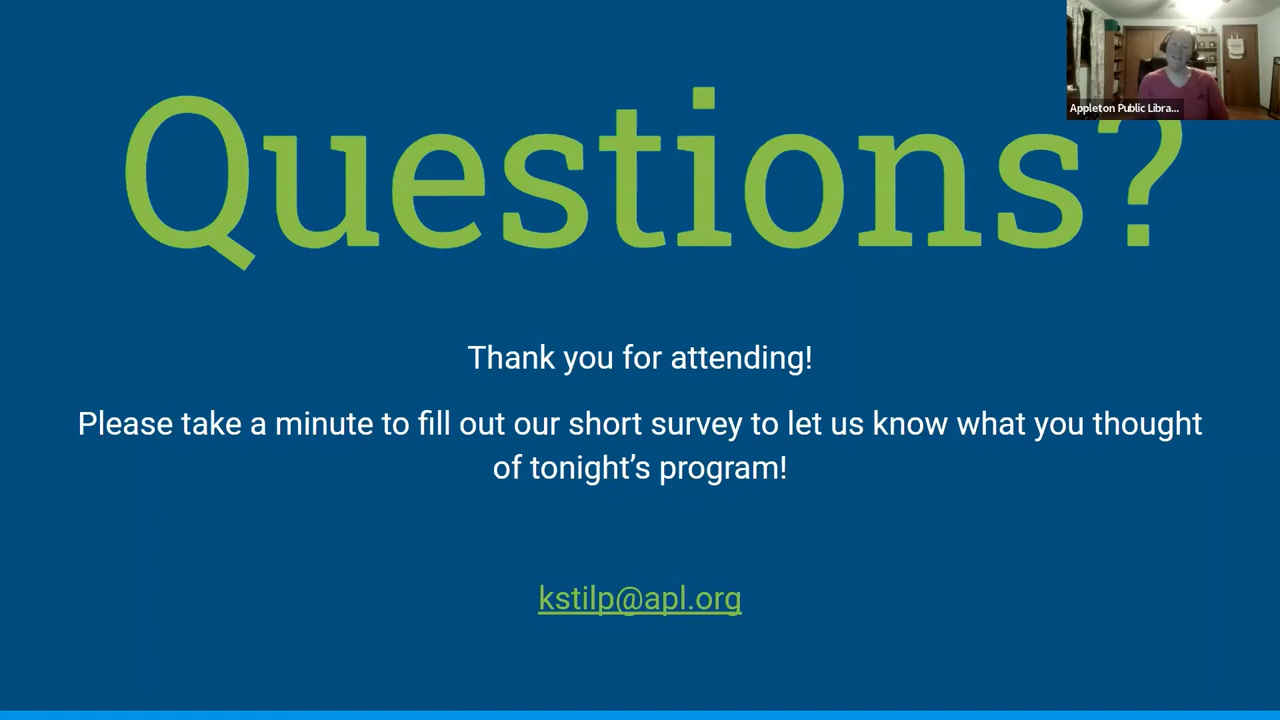 Appleton Public Libra...
Questions?
Thank you for attending!
Please take a minute to fill out our short survey to let us know what you thought
of tonight's program!
kstilp@apl.org